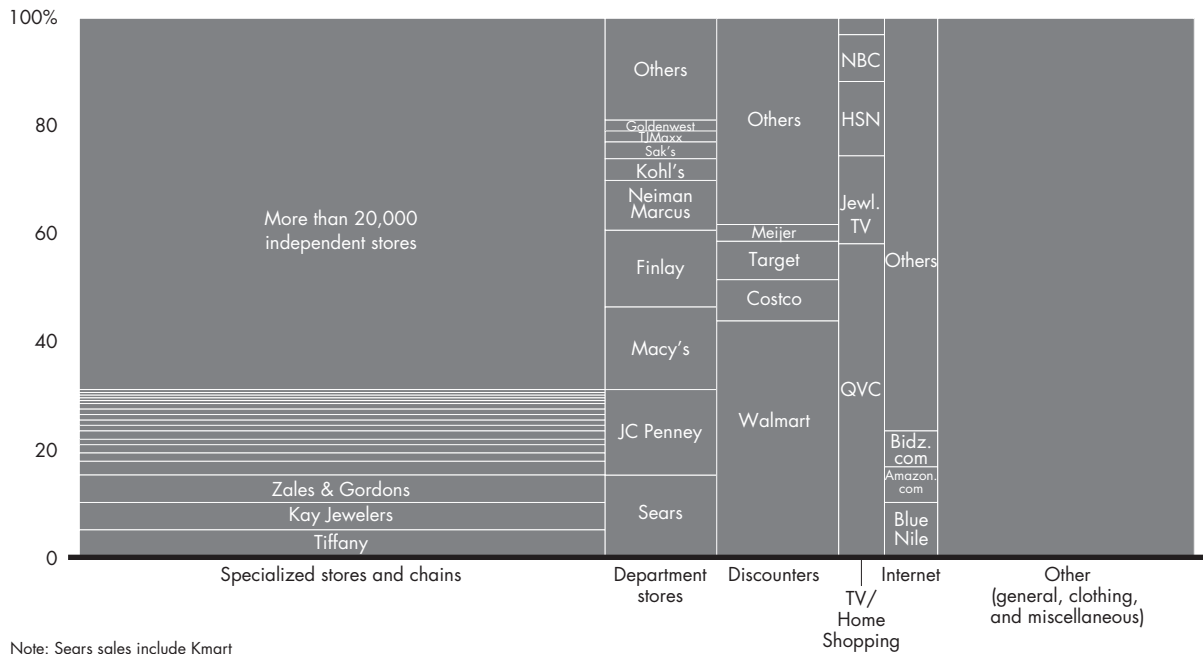 100%
80
60
40
20
0
More than 20,000
independent stores
Zales & Gordons
Kay Jewelers
Tiffany
Others
Goldenwest
TJMaxx
Sak's
Kohl's
Neiman
Marcus
Finlay
Macy's
JC Penney
Sears
Others
Meijer
Target
Costco
Walmart
NBC
HSN
Jewl.
TV
QVC
Others
Bidz.
com
Amazon.
com
Blue
Nile
Specialized stores and chains
Department
stores
Discounters
TV/
Home
Shopping
Internet
Other
(general, clothing,
and miscellaneous)
Note: Sears sales include Kmart